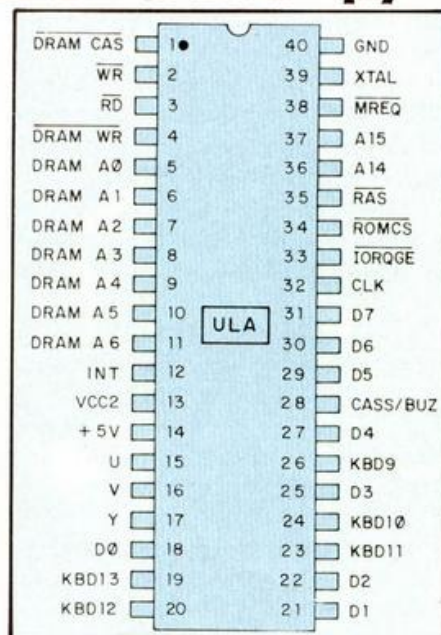 DRAM CAS 1 40 GND
WR 2 39 XTAL
RD 3 38 MREQ
DRAM WR 4 37 A15
DRAM A0 5 36 A14
DRAM A1 6 35 RAS
DRAM A2 7 34 ROMCS
DRAM A3 8 33 IORQGE
DRAM A4 9 32 CLK
DRAM A5 10 ULA 31 D7
DRAM A6 11 30 D6
INT 12 29 D5
VCC2 13 28 CASS/BUZ
+5V 14 27 D4
U 15 26 KBD9
V 16 25 D3
Y 17 24 KBD10
D0 18 23 KBD11
KBD13 19 22 D2
KBD12 20 21 D1